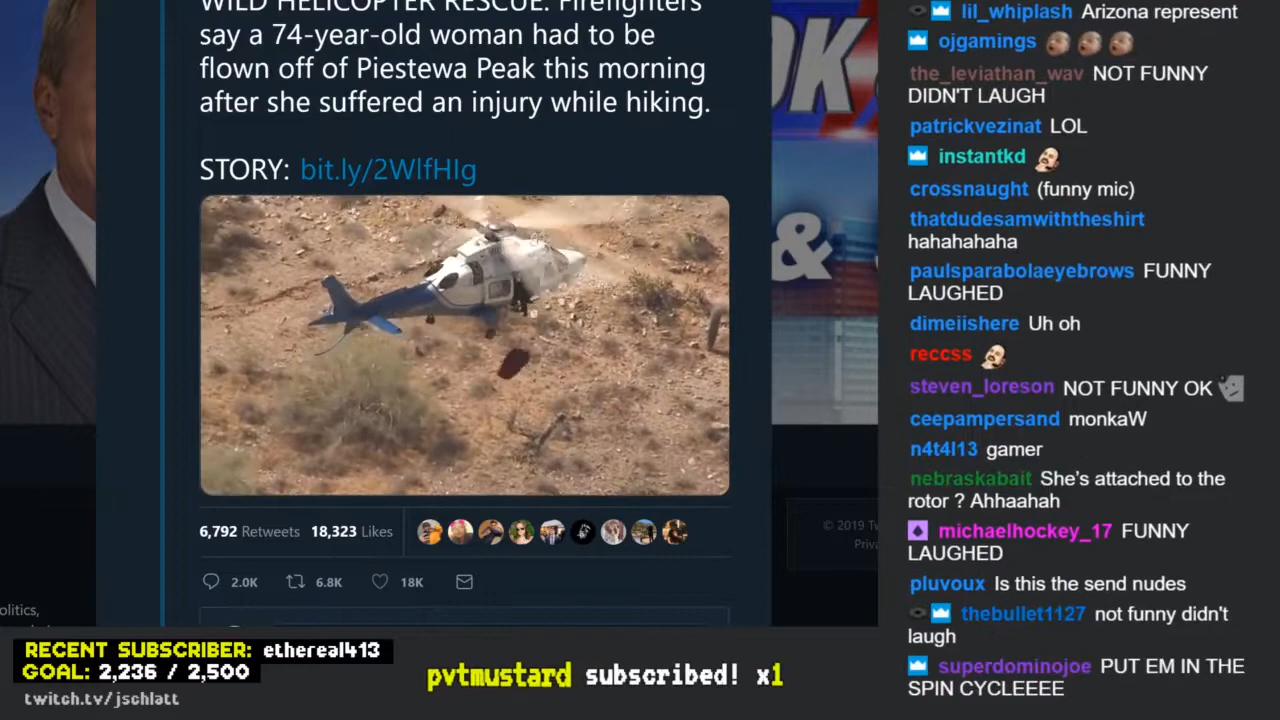 WILD HELICOPTER RESCUE: Firefighters
say a 74-year-old woman had to be
flown off of Piestewa Peak this morning
after she suffered an injury while hiking.
STORY: bit.ly/2WlfHIg
6,792 Retweets 18,323 Likes
2.0K 6.8K 18K
OK
&
© 2019 Tw
Priva
olitics,
RECENT SUBSCRIBER: ethereal413
GOAL: 2,236 / 2,500
twitch.tv/jschlatt
pvtmustard subscribed! x1
lil_whiplash Arizona represent
ojgamings
the_leviathan_wav NOT FUNNY
DIDN'T LAUGH
patrickvezinat LOL
instantkd
crossnaught (funny mic)
thatdudesamwiththeshirt
hahahahaha
paulsparabolaeyebrows FUNNY
LAUGHED
dimeiishere Uh oh
reccss
steven_loreson NOT FUNNY OK
ceepampersand monkaW
n4t4l13 gamer
nebraskabait She's attached to the
rotor ? Ahhaahah
michaelhockey_17 FUNNY
LAUGHED
pluvoux Is this the send nudes
thebullet1127 not funny didn't
laugh
superdominojoe PUT EM IN THE
SPIN CYCLEEEE